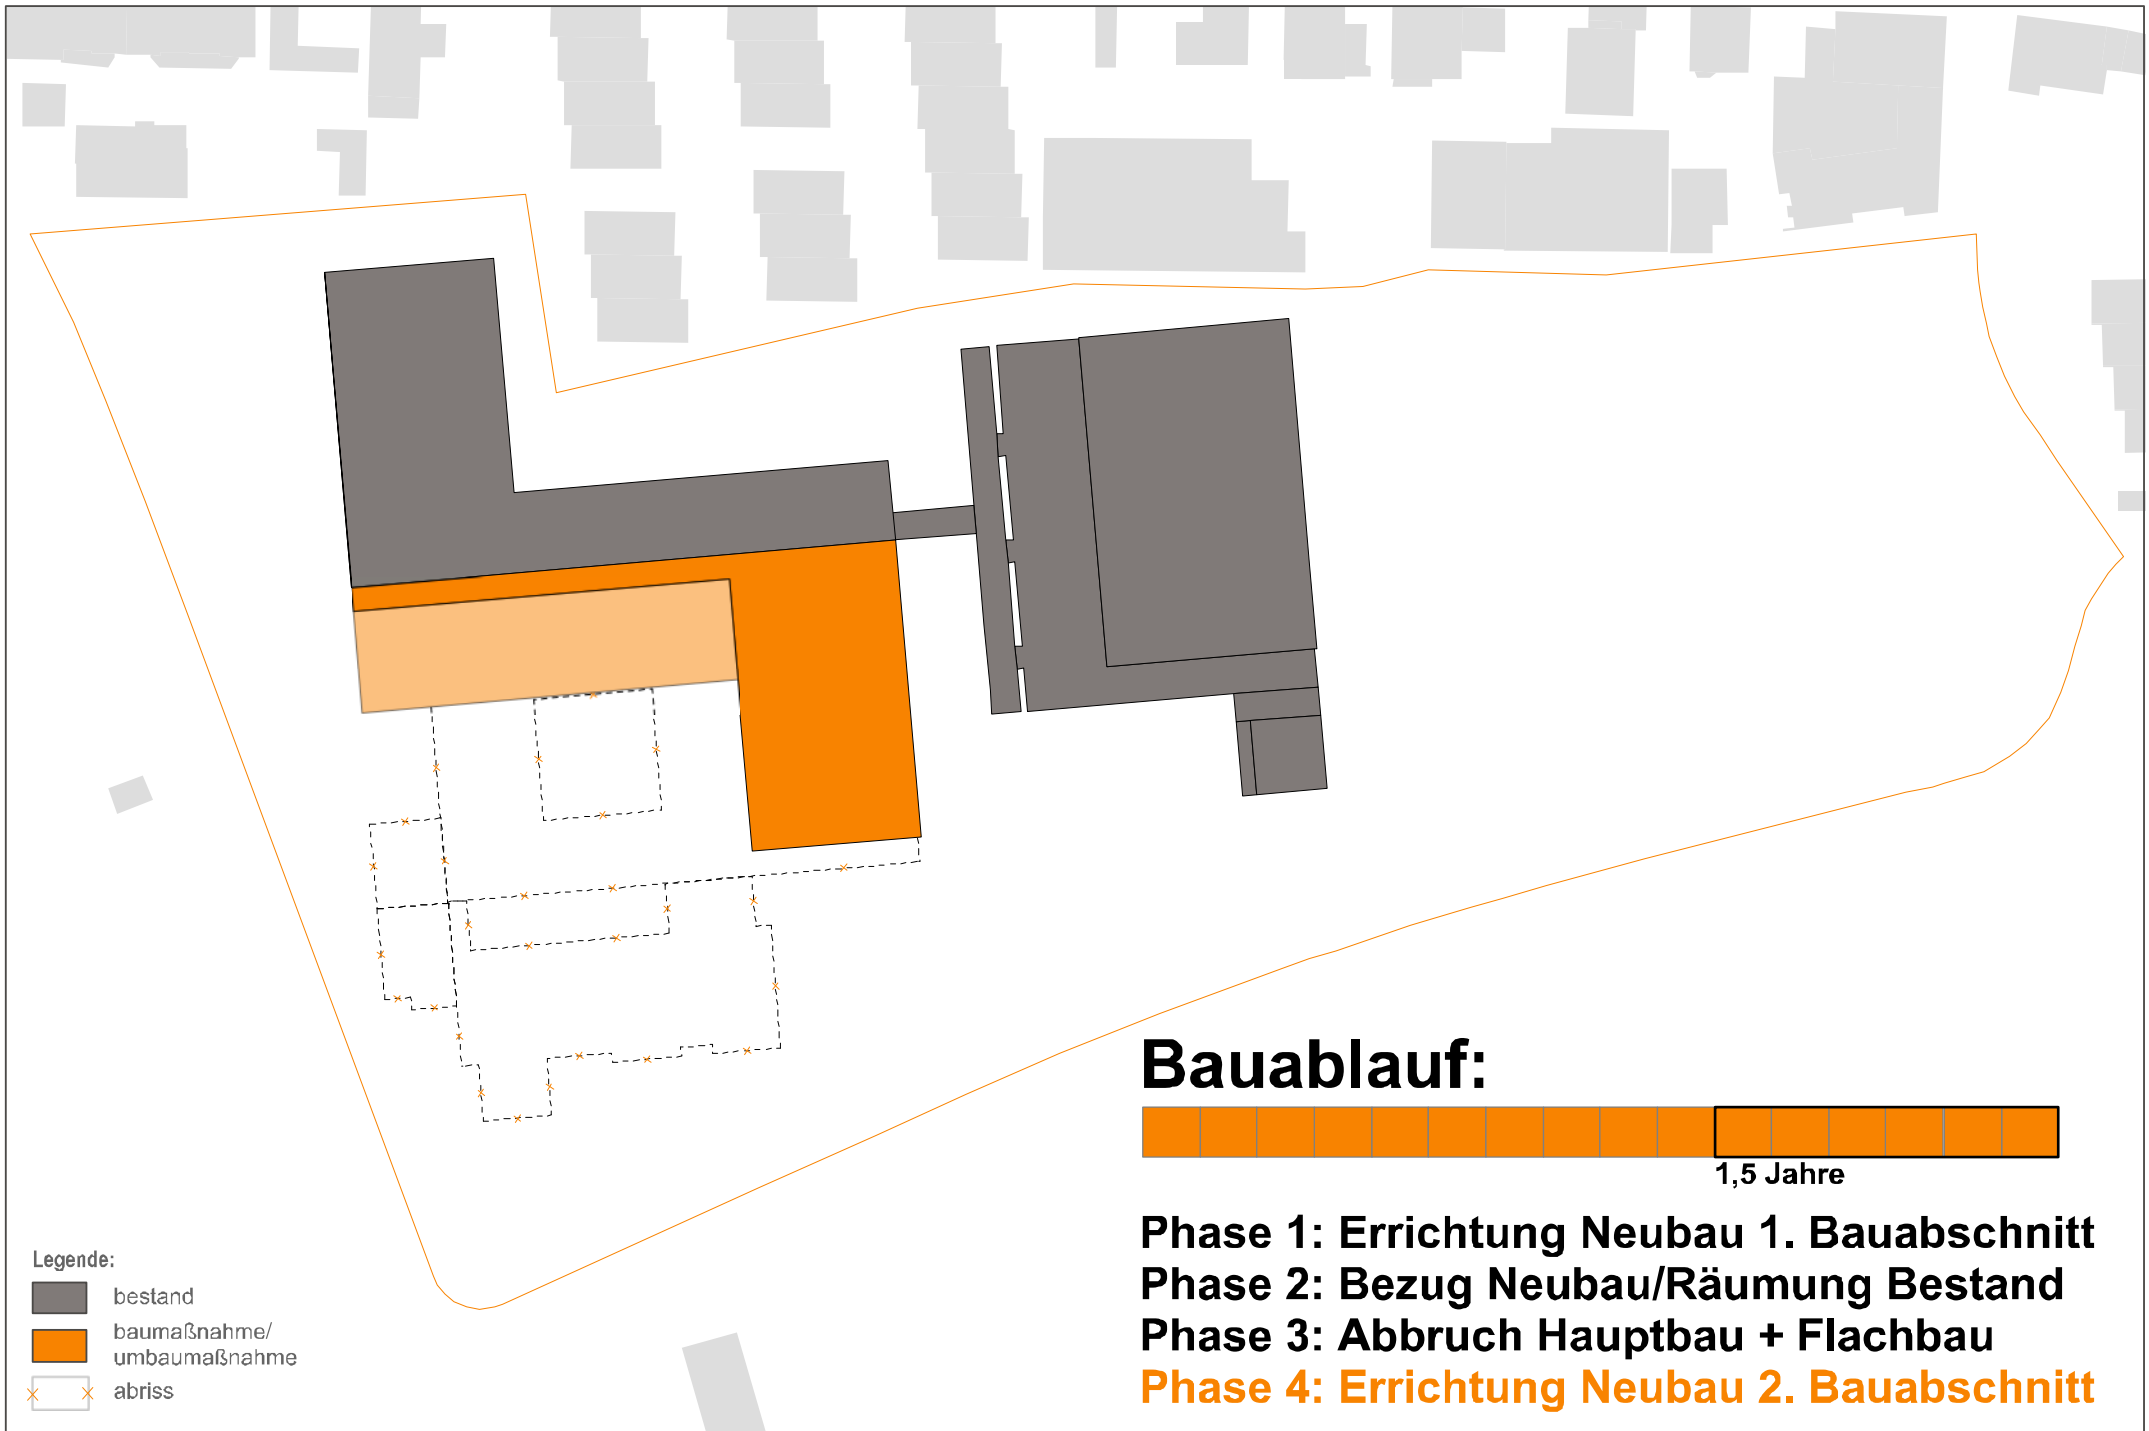 Bauablauf:
1,5 Jahre
Phase 1: Errichtung Neubau 1. Bauabschnitt
Phase 2: Bezug Neubau/Räumung Bestand
Phase 3: Abbruch Hauptbau + Flachbau
Phase 4: Errichtung Neubau 2. Bauabschnitt
Legende:
bestand
baumaßnahme/
umbaumaßnahme
abriss